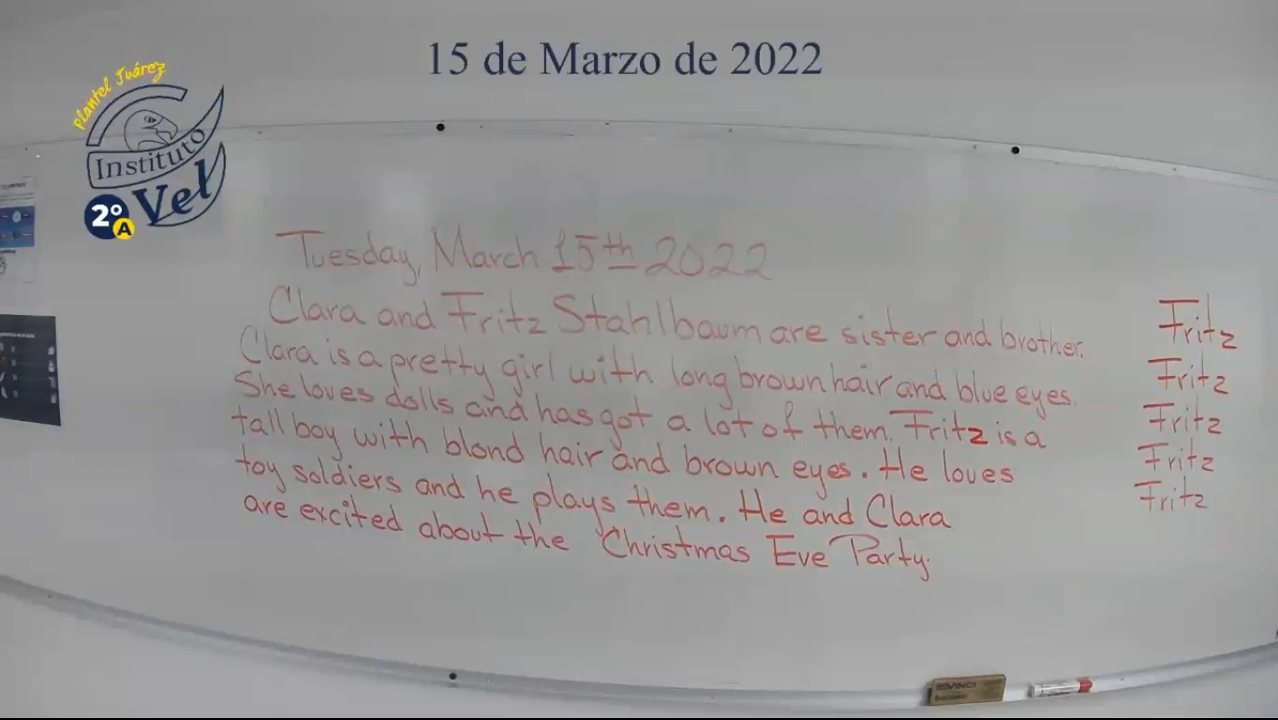 15 de Marzo de 2022
Plantel Juárez
Instituto
Vel
2º
A
Tuesday, March 15th 2022
Clara and Fritz Stahlbaum are sister and brother.
Clara is a pretty girl with long brown hair and blue eyes.
She loves dolls and has got a lot of them. Fritz is a
tall boy with blond hair and brown eyes. He loves
toy soldiers and he plays them. He and Clara
are excited about the Christmas Eve Party.
Fritz
Fritz
Fritz
Fritz
Fritz
VINCI